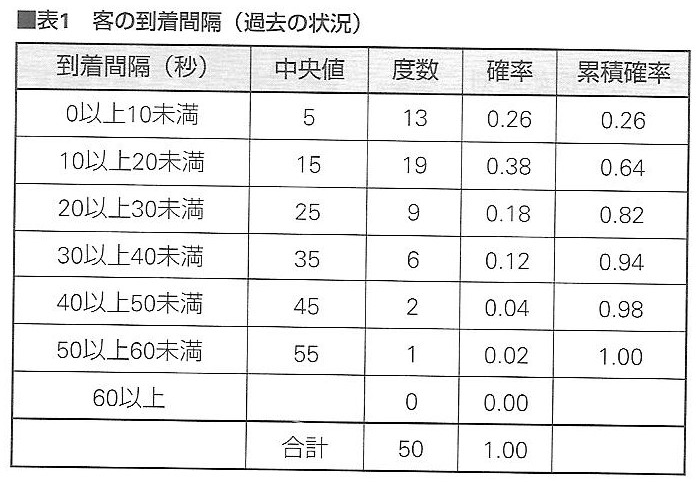 ■表1 客の到着間隔（過去の状況）
到着間隔（秒） 中央値 度数 確率 累積確率
0以上10未満 5 13 0.26 0.26
10以上20未満 15 19 0.38 0.64
20以上30未満 25 9 0.18 0.82
30以上40未満 35 6 0.12 0.94
40以上50未満 45 2 0.04 0.98
50以上60未満 55 1 0.02 1.00
60以上 0 0.00
合計 50 1.00